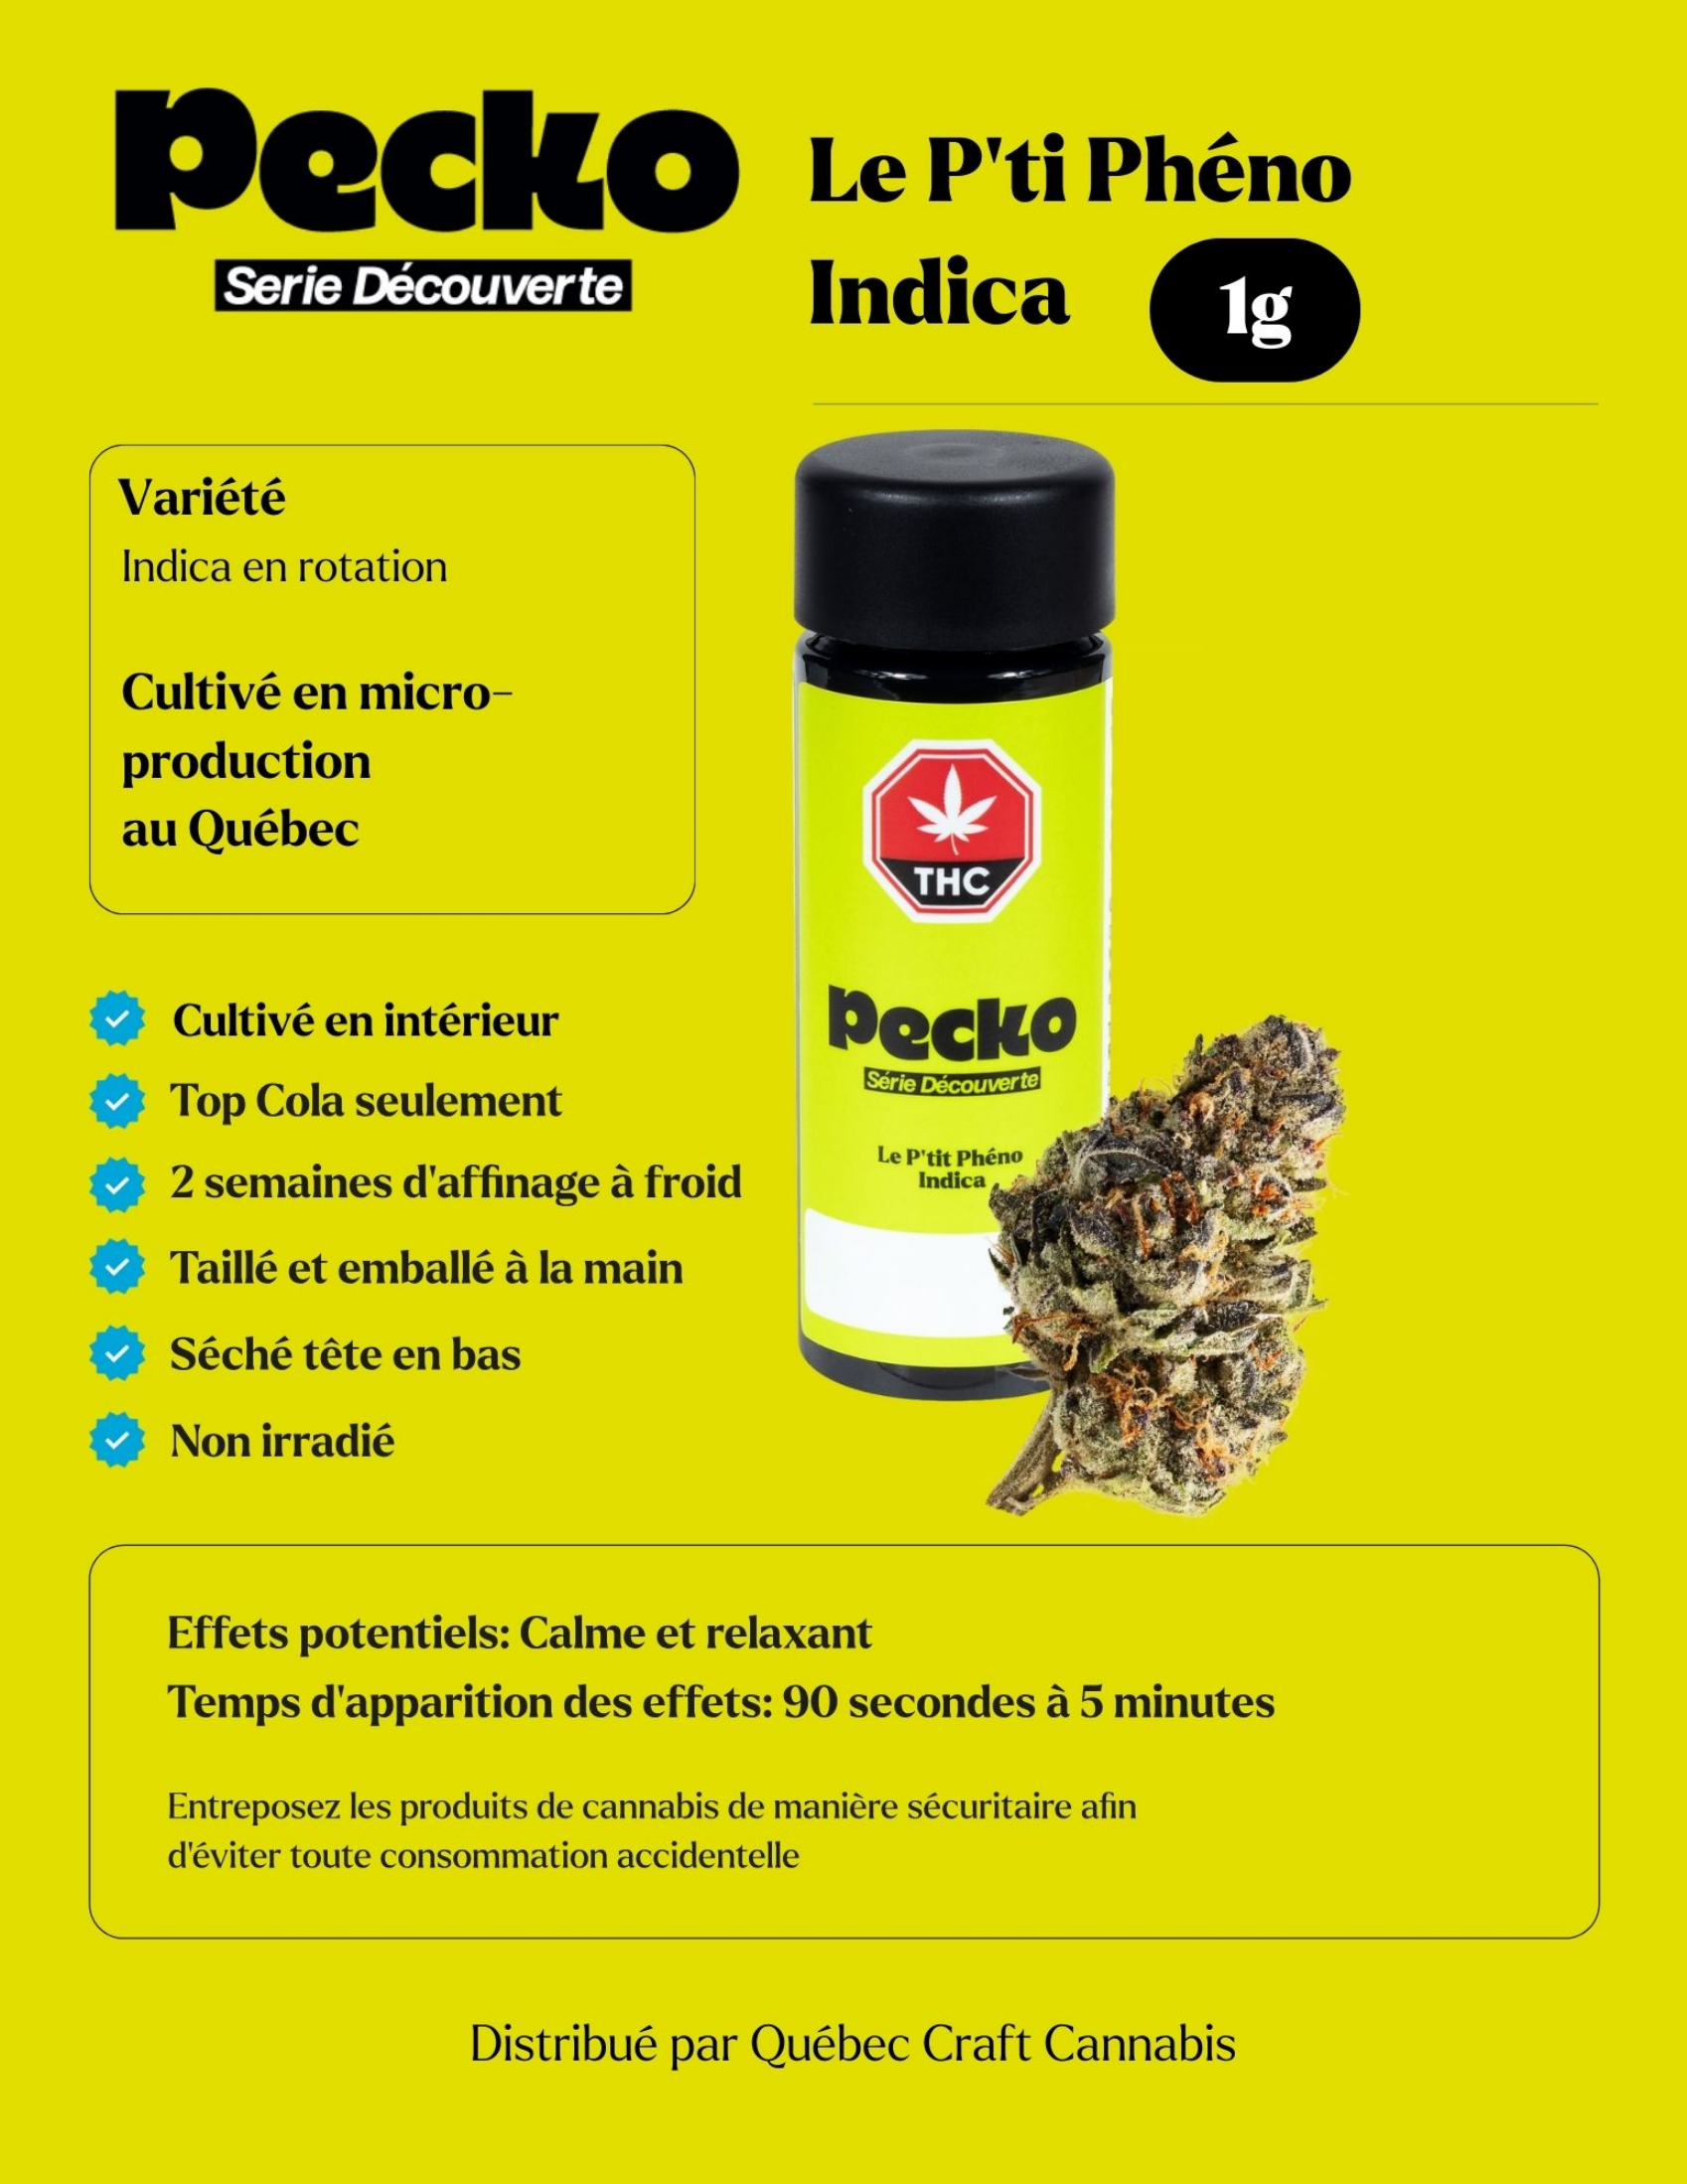 Pecko
Serie Découverte
Le P'ti Phéno
Indica
1g
Variété
Indica en rotation
Cultivé en micro-
production
au Québec
Cultivé en intérieur
Top Cola seulement
2 semaines d'affinage à froid
Taillé et emballé à la main
Séché tête en bas
Non irradié
THC
Pecko
Série Découverte
Le P'tit Phéno
Indica
Effets potentiels: Calme et relaxant
Temps d'apparition des effets: 90 secondes à 5 minutes
Entreposez les produits de cannabis de manière sécuritaire afin
d'éviter toute consommation accidentelle
Distribué par Québec Craft Cannabis